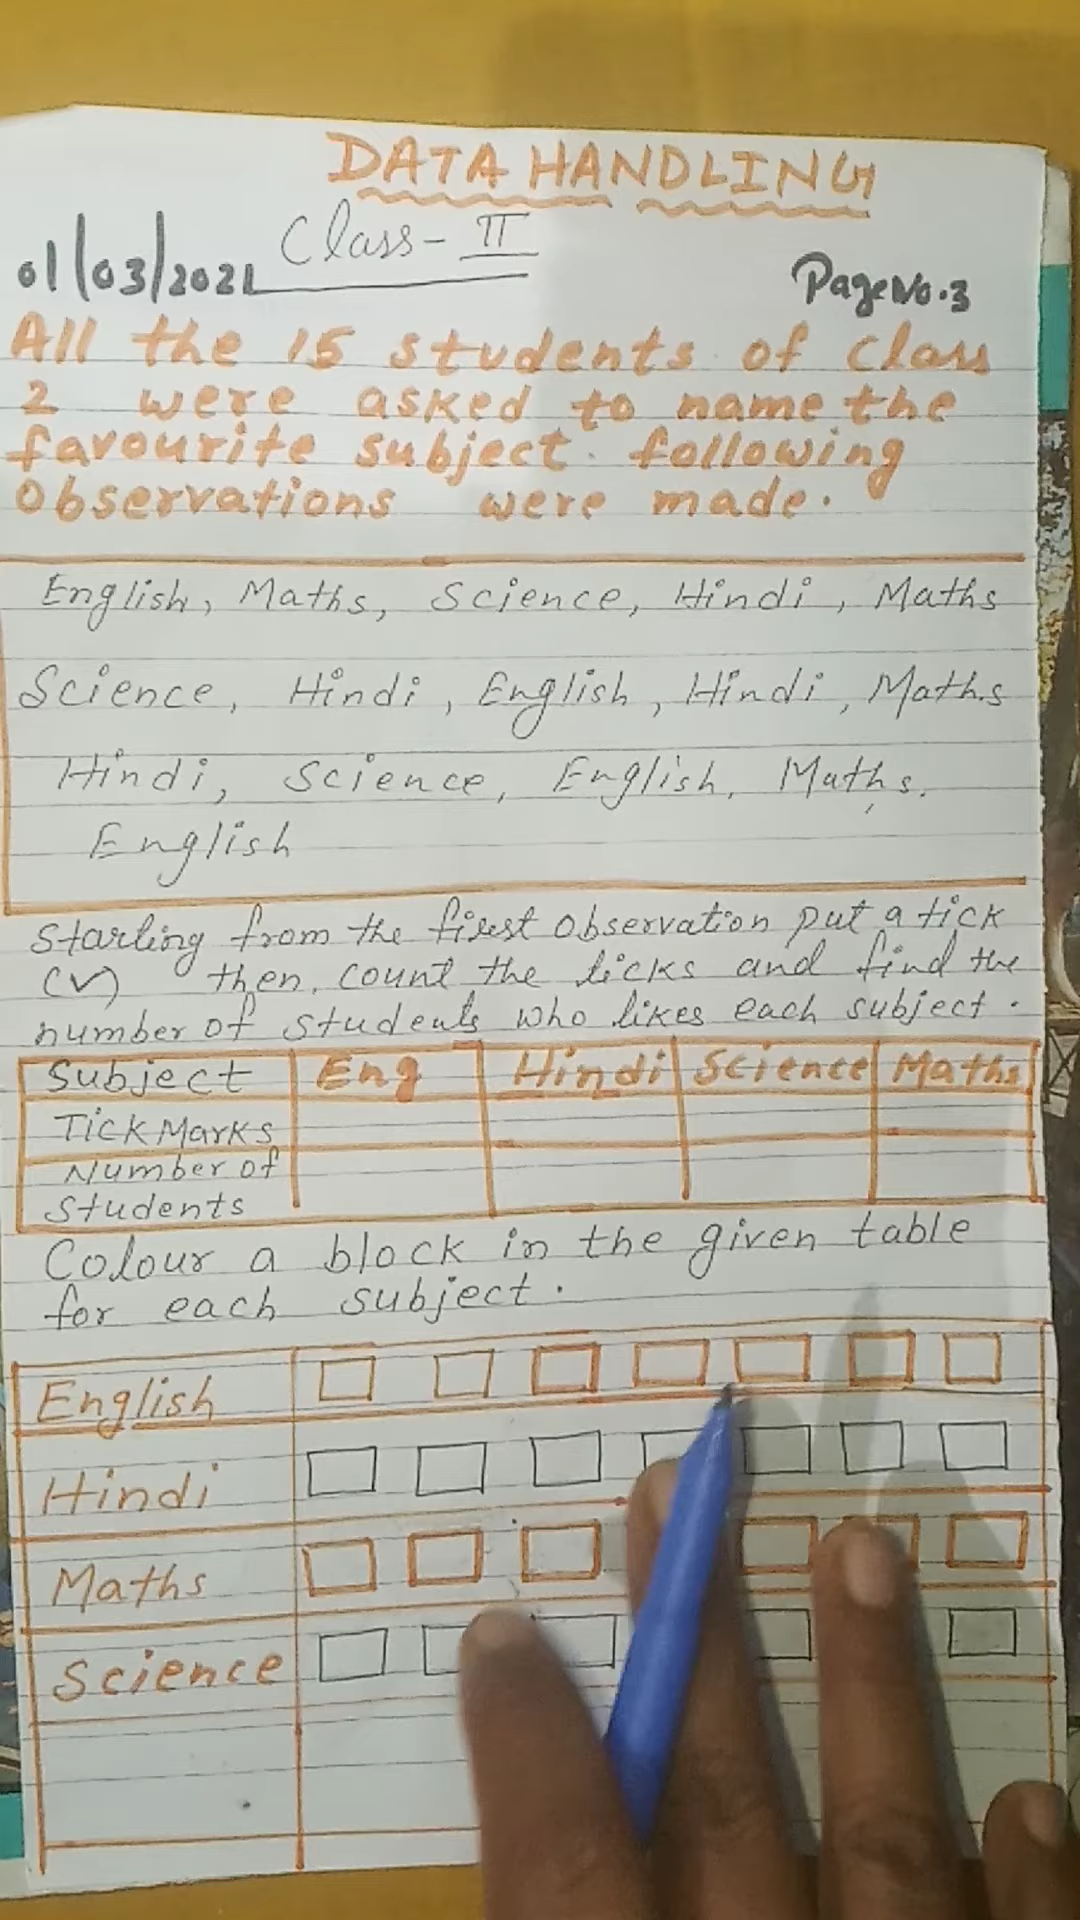 DATA HANDLING
Class - II
01/03/2021
Page No.3
All the 15 students of class
2 were asked to name the
favourite subject. following
Observations were made.
English, Maths, Science, Hindi, Maths
Science, Hindi, English, Hindi, Maths
Hindi, Science, English, Maths.
English
Starting from the first observation put a tick
(✓) then, count the ticks and find the
number of students who likes each subject.
Subject Eng Hindi Science Maths
Tick Marks
Number of
Students
Colour a block in the given table
for each subject.
English
Hindi
Maths
Science